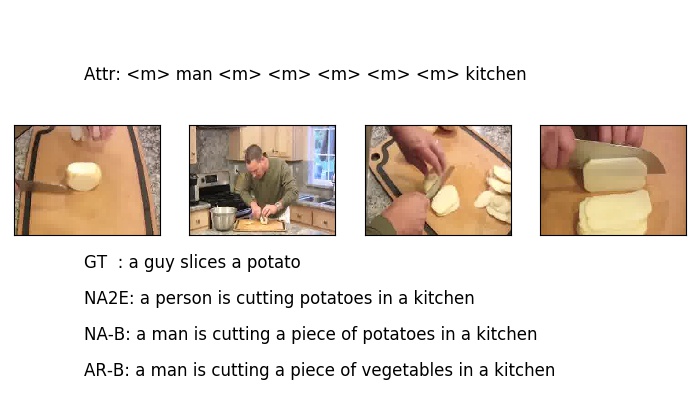 Attr: <m> man <m> <m> <m> <m> <m> kitchen
GT : a guy slices a potato
NA2E: a person is cutting potatoes in a kitchen
NA-B: a man is cutting a piece of potatoes in a kitchen
AR-B: a man is cutting a piece of vegetables in a kitchen